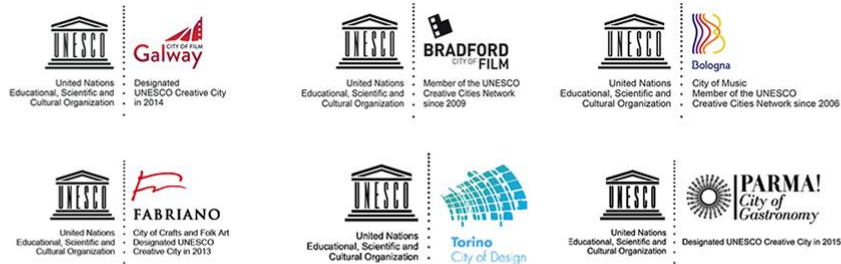 UNESCO
United Nations
Educational, Scientific and
Cultural Organization
CITY OF FILM
Galway
Designated
UNESCO Creative City
in 2014
UNESCO
United Nations
Educational, Scientific and
Cultural Organization
BRADFORD
CITY OF
FILM
Member of the UNESCO
Creative Cities Network
since 2009
UNESCO
United Nations
Educational, Scientific and
Cultural Organization
Bologna
City of Music
Member of the UNESCO
Creative Cities Network since 2006
UNESCO
United Nations
Educational, Scientific and
Cultural Organization
FABRIANO
City of Crafts and Folk Art
Designated UNESCO
Creative City in 2013
UNESCO
United Nations
Educational, Scientific and
Cultural Organization
Torino
City of Design
UNESCO
United Nations
Educational, Scientific and
Cultural Organization
PARMA!
City of
Gastronomy
Designated UNESCO Creative City in 2015